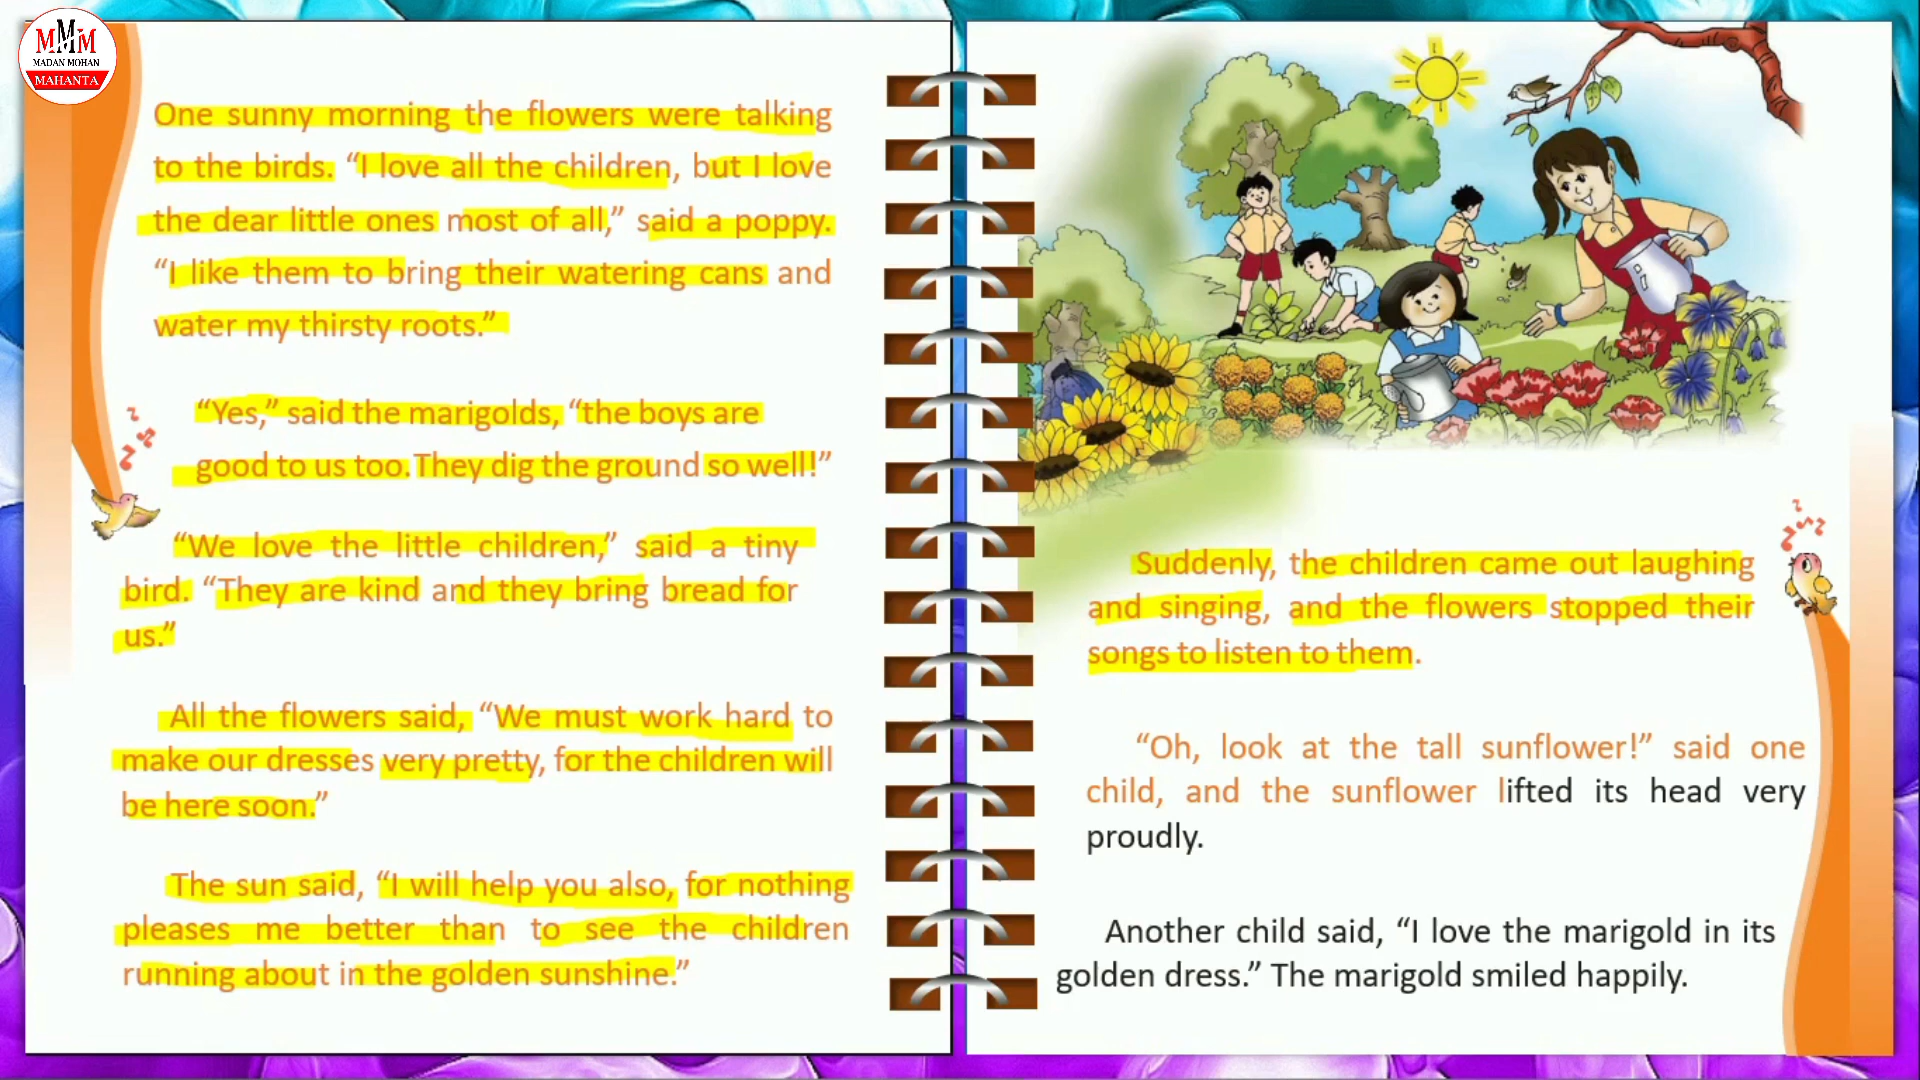 MMM
MADAN MOHAN
MAHANTA
One sunny morning the flowers were talking
to the birds. “I love all the children, but I love
the dear little ones most of all,” said a poppy.
“I like them to bring their watering cans and
water my thirsty roots.”
“Yes,” said the marigolds, “the boys are
good to us too. They dig the ground so well!”
“We love the little children,” said a tiny
bird. “They are kind and they bring bread for
us.”
All the flowers said, “We must work hard to
make our dresses very pretty, for the children will
be here soon.”
The sun said, “I will help you also, for nothing
pleases me better than to see the children
running about in the golden sunshine.”
Suddenly, the children came out laughing
and singing, and the flowers stopped their
songs to listen to them.
“Oh, look at the tall sunflower!” said one
child, and the sunflower lifted its head very
proudly.
Another child said, “I love the marigold in its
golden dress.” The marigold smiled happily.